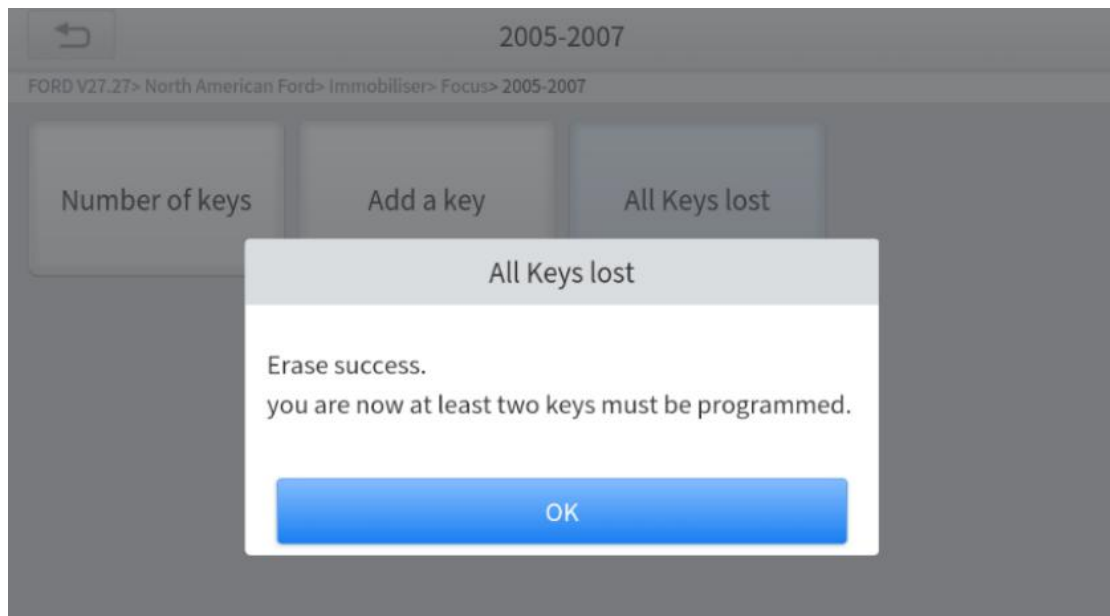 2005-2007
FORD V27.27> North American Ford> Immobiliser> Focus> 2005-2007
Number of keys
Add a key
All Keys lost
All Keys lost
Erase success.
you are now at least two keys must be programmed.
OK